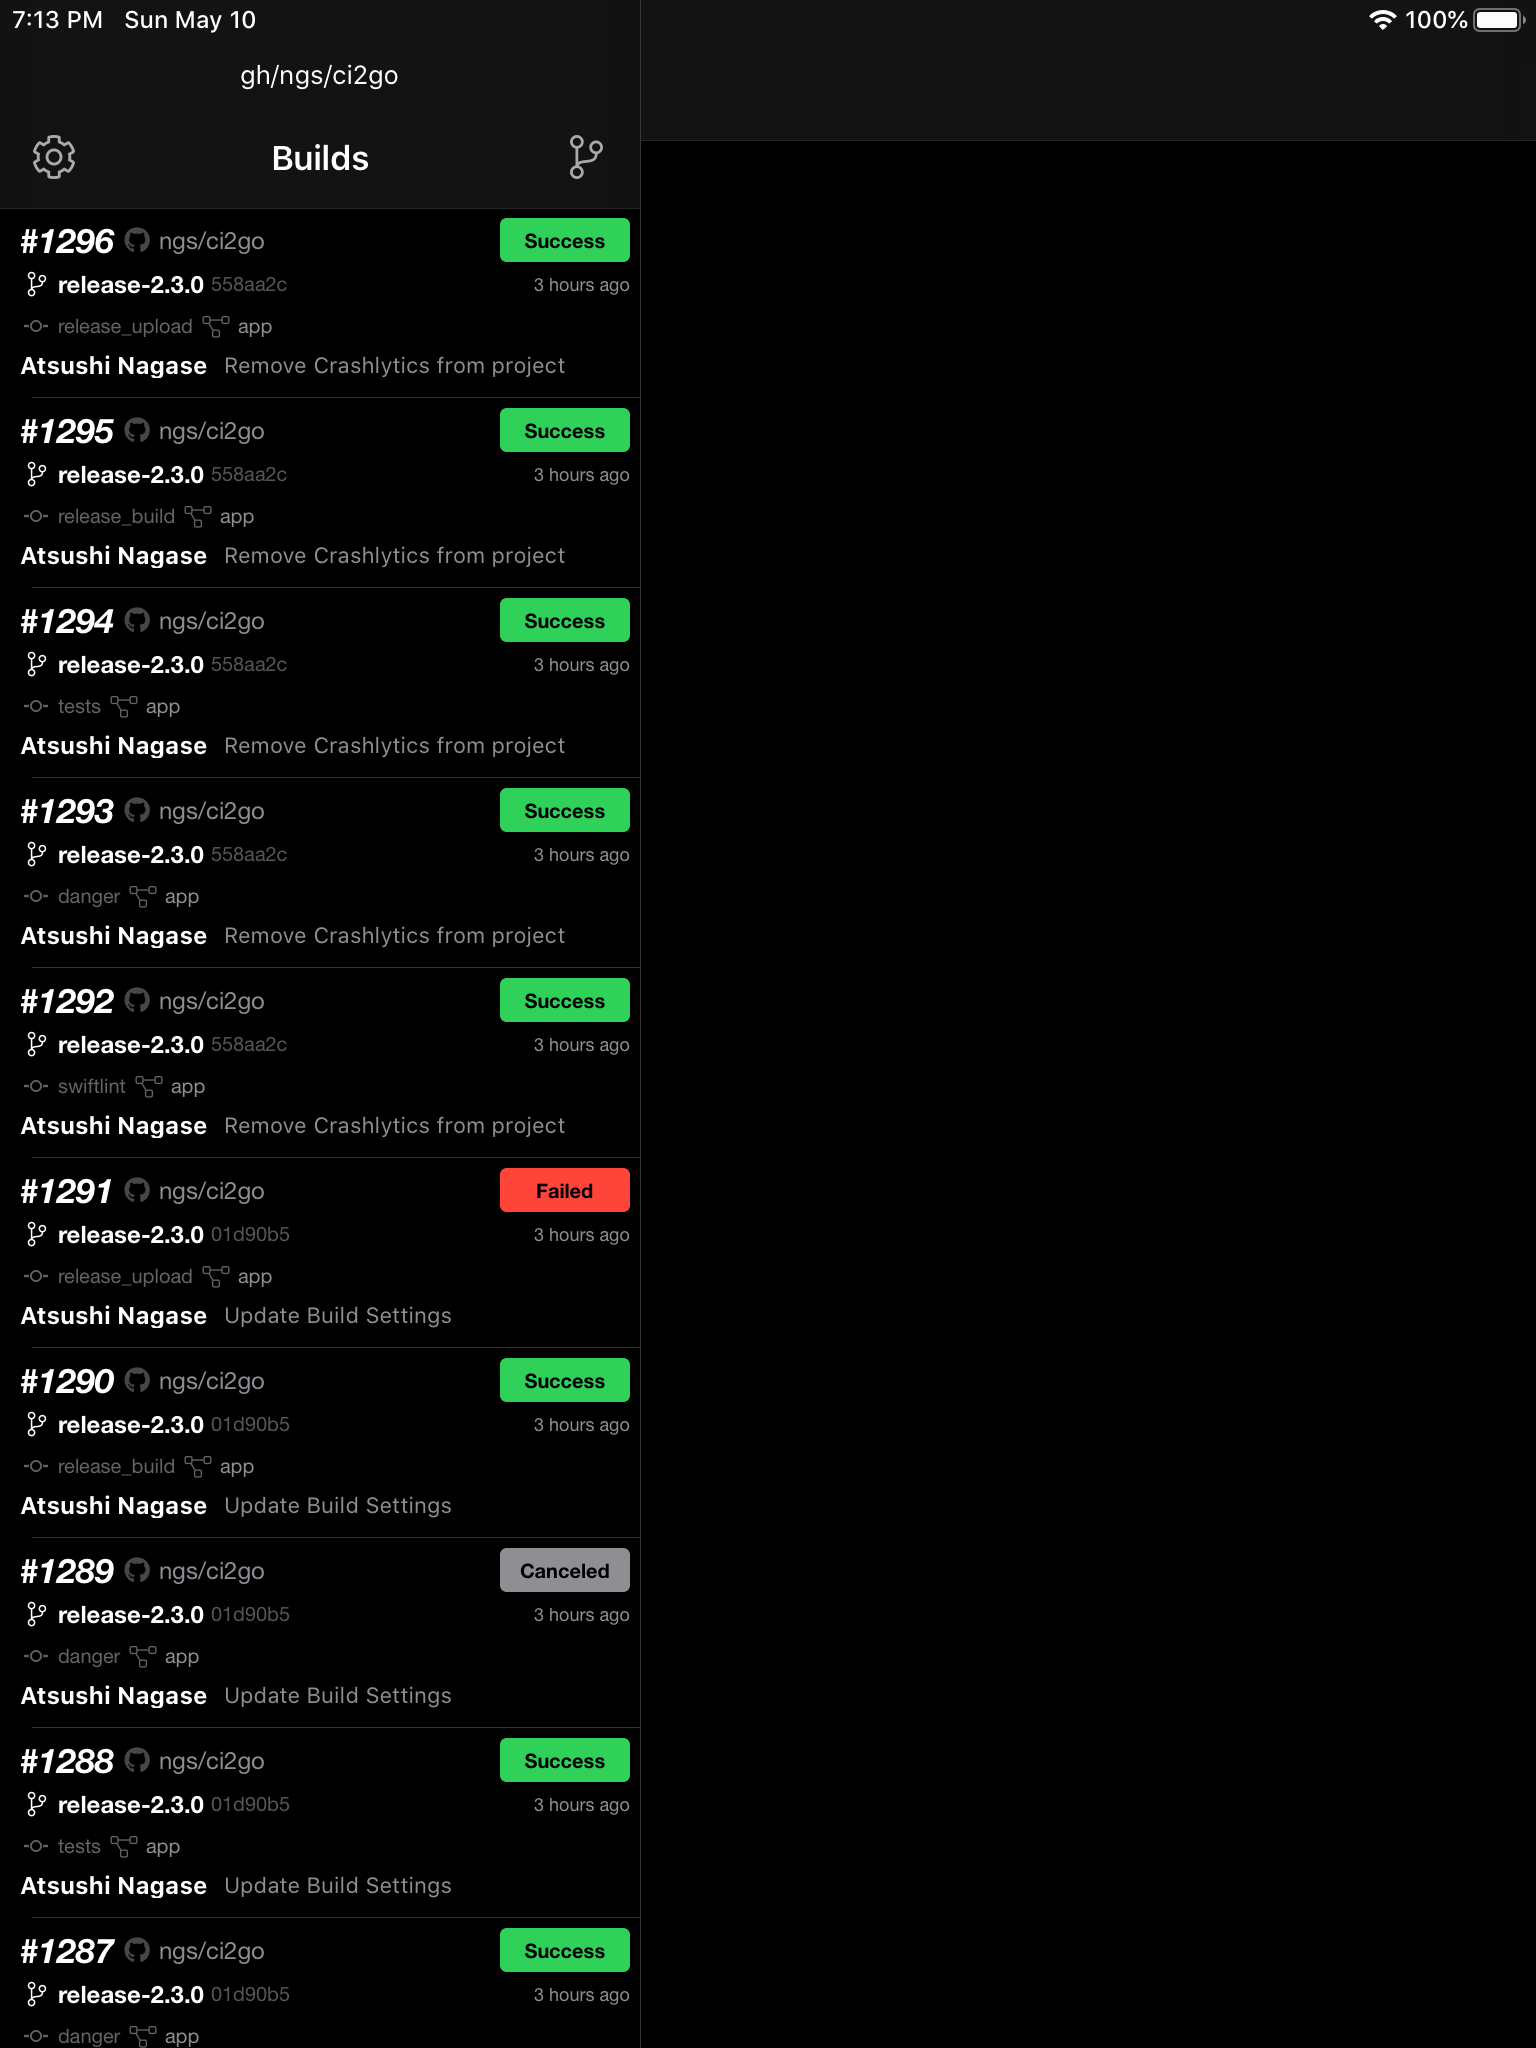 7:13 PM Sun May 10 100%
gh/ngs/ci2go
Builds
#1296 ngs/ci2go Success
release-2.3.0 558aa2c 3 hours ago
release_upload app
Atsushi Nagase Remove Crashlytics from project
#1295 ngs/ci2go Success
release-2.3.0 558aa2c 3 hours ago
release_build app
Atsushi Nagase Remove Crashlytics from project
#1294 ngs/ci2go Success
release-2.3.0 558aa2c 3 hours ago
tests app
Atsushi Nagase Remove Crashlytics from project
#1293 ngs/ci2go Success
release-2.3.0 558aa2c 3 hours ago
danger app
Atsushi Nagase Remove Crashlytics from project
#1292 ngs/ci2go Success
release-2.3.0 558aa2c 3 hours ago
swiftlint app
Atsushi Nagase Remove Crashlytics from project
#1291 ngs/ci2go Failed
release-2.3.0 01d90b5 3 hours ago
release_upload app
Atsushi Nagase Update Build Settings
#1290 ngs/ci2go Success
release-2.3.0 01d90b5 3 hours ago
release_build app
Atsushi Nagase Update Build Settings
#1289 ngs/ci2go Canceled
release-2.3.0 01d90b5 3 hours ago
danger app
Atsushi Nagase Update Build Settings
#1288 ngs/ci2go Success
release-2.3.0 01d90b5 3 hours ago
tests app
Atsushi Nagase Update Build Settings
#1287 ngs/ci2go Success
release-2.3.0 01d90b5 3 hours ago
danger app